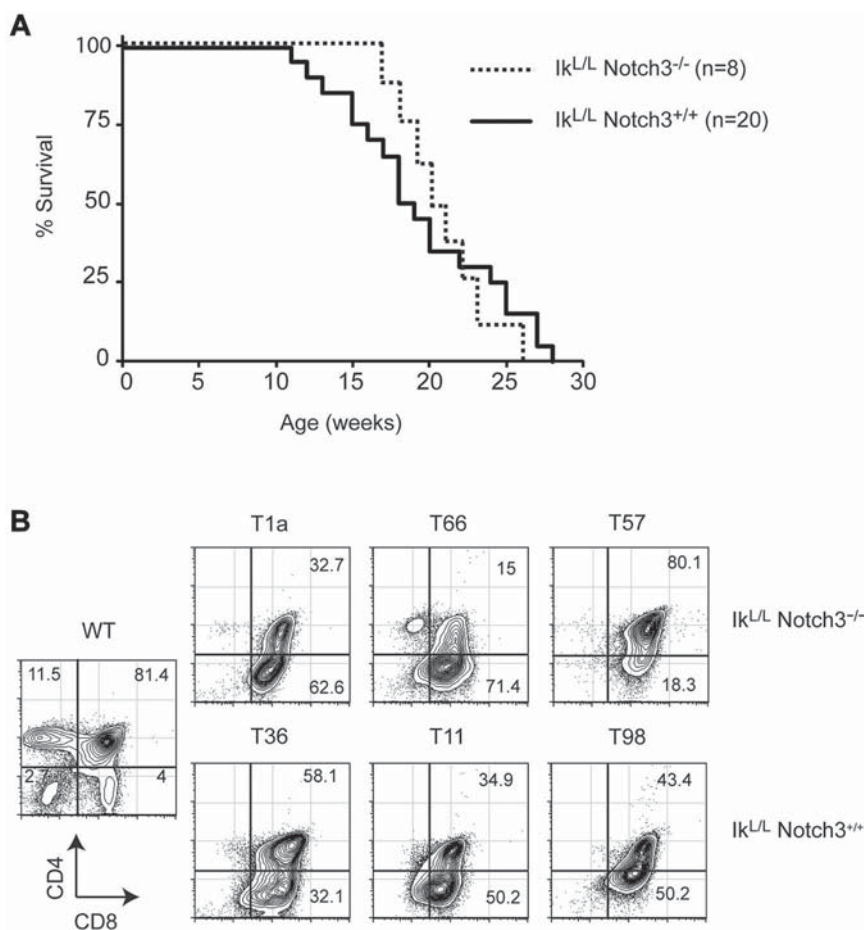 A
100
75
50
25
0
% Survival
0 5 10 15 20 25 30
Age (weeks)
Ik^L/L Notch3^-/- (n=8)
Ik^L/L Notch3^+/+ (n=20)
B
T1a T66 T57
32.7 15 80.1
62.6 71.4 18.3
Ik^L/L Notch3^-/-
WT
11.5 81.4
2.7 4
CD4
CD8
T36 T11 T98
58.1 34.9 43.4
32.1 50.2 50.2
Ik^L/L Notch3^+/+